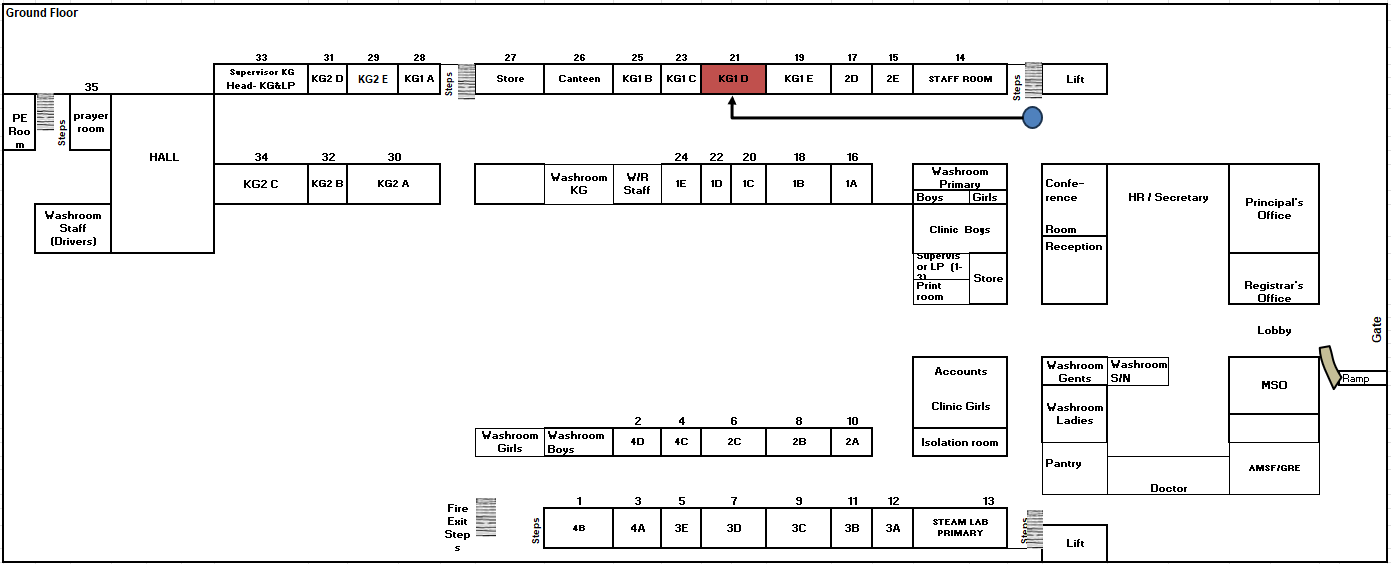 Ground Floor
33 31 29 28 27 26 25 23 21 19 17 15 14
Supervisor KG
Head- KG&LP
KG2 D KG2 E KG1 A Steps Store Canteen KG1 B KG1 C KG1 D KG1 E 2D 2E STAFF ROOM Steps Lift
35
PE
Roo
m
Steps
prayer
room
HALL
34 32 30 24 22 20 18 16
KG2 C KG2 B KG2 A
Washroom
KG
W/R
Staff
1E 1D 1C 1B 1A
Washroom
Primary
Boys Girls
Clinic Boys
Supervis
or LP (1-
3)
Print
room
Store
Confe-
rence
Room
Reception
HR / Secretary
Principal's
Office
Registrar's
Office
Washroom
Staff
(Drivers)
Lobby
Gate
Ramp
Accounts
Clinic Girls
Isolation room
Washroom
Gents
Washroom
S/N
Washroom
Ladies
Pantry
Doctor
MSO
AMSF/GRE
2 4 6 8 10
Washroom
Girls
Washroom
Boys
4D 4C 2C 2B 2A
Fire
Exit
Step
s
Steps
1 3 5 7 9 11 12 13
4B 4A 3E 3D 3C 3B 3A
STEAM LAB
PRIMARY
Steps
Lift